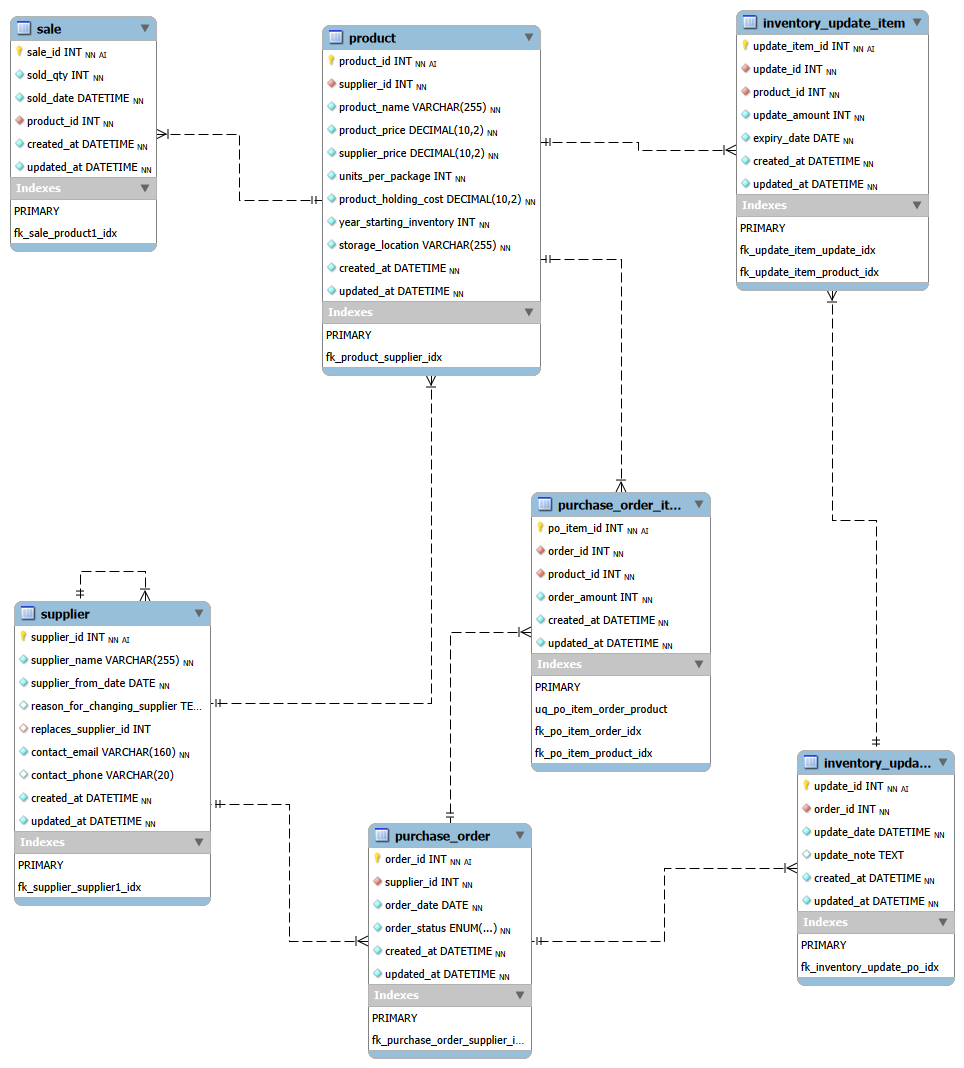 sale
sale_id INT NN AI
sold_qty INT NN
sold_date DATETIME NN
product_id INT NN
created_at DATETIME NN
updated_at DATETIME NN
Indexes
PRIMARY
fk_sale_product1_idx
product
product_id INT NN AI
supplier_id INT NN
product_name VARCHAR(255) NN
product_price DECIMAL(10,2) NN
supplier_price DECIMAL(10,2) NN
units_per_package INT NN
product_holding_cost DECIMAL(10,2) NN
year_starting_inventory INT NN
storage_location VARCHAR(255) NN
created_at DATETIME NN
updated_at DATETIME NN
Indexes
PRIMARY
fk_product_supplier_idx
inventory_update_item
update_item_id INT NN AI
update_id INT NN
product_id INT NN
update_amount INT NN
expiry_date DATE NN
created_at DATETIME NN
updated_at DATETIME NN
Indexes
PRIMARY
fk_update_item_update_idx
fk_update_item_product_idx
purchase_order_it...
po_item_id INT NN AI
order_id INT NN
product_id INT NN
order_amount INT NN
created_at DATETIME NN
updated_at DATETIME NN
Indexes
PRIMARY
uq_po_item_order_product
fk_po_item_order_idx
fk_po_item_product_idx
supplier
supplier_id INT NN AI
supplier_name VARCHAR(255) NN
supplier_from_date DATE NN
reason_for_changing_supplier TE...
replaces_supplier_id INT
contact_email VARCHAR(160) NN
contact_phone VARCHAR(20)
created_at DATETIME NN
updated_at DATETIME NN
Indexes
PRIMARY
fk_supplier_supplier1_idx
purchase_order
order_id INT NN AI
supplier_id INT NN
order_date DATE NN
order_status ENUM(...) NN
created_at DATETIME NN
updated_at DATETIME NN
Indexes
PRIMARY
fk_purchase_order_supplier_i...
inventory_upda...
update_id INT NN AI
order_id INT NN
update_date DATETIME NN
update_note TEXT
created_at DATETIME NN
updated_at DATETIME NN
Indexes
PRIMARY
fk_inventory_update_po_idx